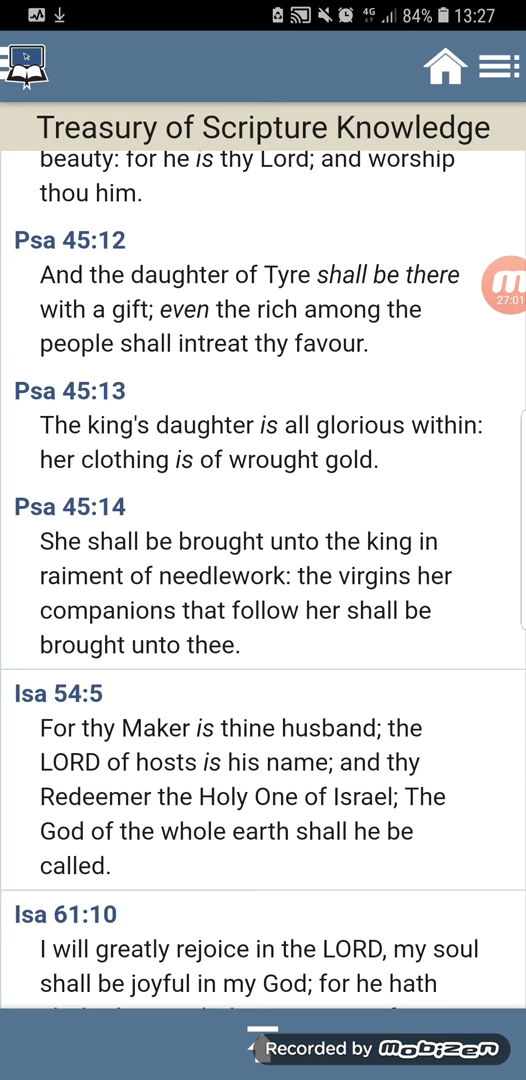 4G 84% 13:27
Treasury of Scripture Knowledge
beauty: for he is thy Lord; and worship
thou him.
Psa 45:12
And the daughter of Tyre shall be there
with a gift; even the rich among the
people shall intreat thy favour.
27:01
Psa 45:13
The king's daughter is all glorious within:
her clothing is of wrought gold.
Psa 45:14
She shall be brought unto the king in
raiment of needlework: the virgins her
companions that follow her shall be
brought unto thee.
Isa 54:5
For thy Maker is thine husband; the
LORD of hosts is his name; and thy
Redeemer the Holy One of Israel; The
God of the whole earth shall he be
called.
Isa 61:10
I will greatly rejoice in the LORD, my soul
shall be joyful in my God; for he hath
Recorded by mobizen